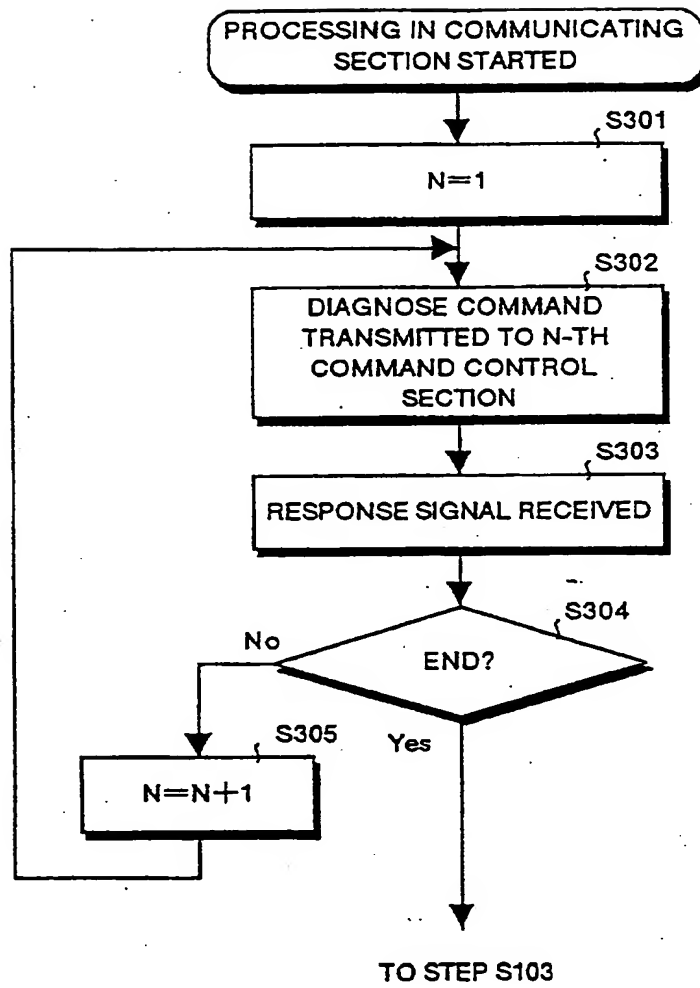 PROCESSING IN COMMUNICATING
SECTION STARTED
S301
N=1
S302
DIAGNOSE COMMAND
TRANSMITTED TO N-TH
COMMAND CONTROL
SECTION
S303
RESPONSE SIGNAL RECEIVED
S304
END?
No
Yes
S305
N=N+1
TO STEP S103